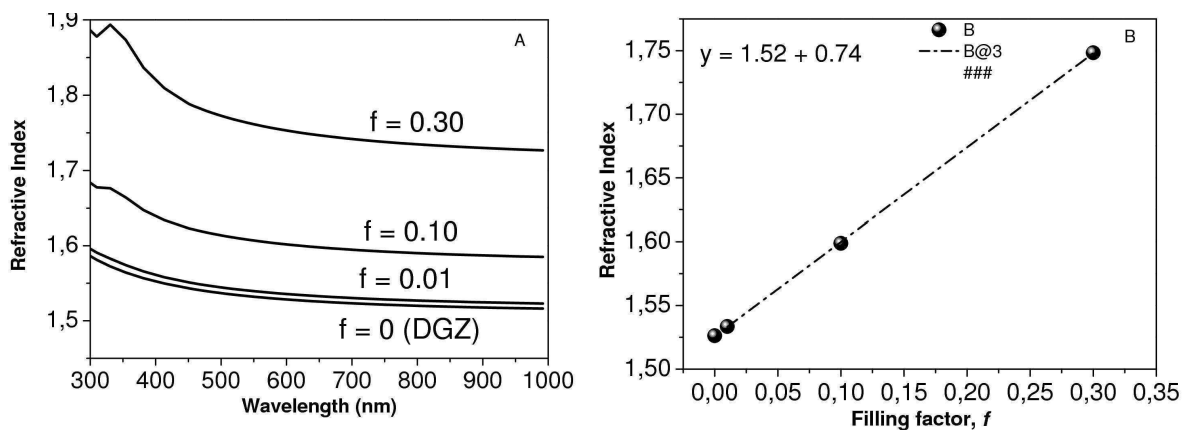 1,9
1,8
1,7
1,6
1,5
Refractive Index
A
f = 0.30
f = 0.10
f = 0.01
f = 0 (DGZ)
300 400 500 600 700 800 900 1000
Wavelength (nm)
1,75
1,70
1,65
1,60
1,55
1,50
Refractive Index
y = 1.52 + 0.74
B
B@3
###
B
0,00 0,05 0,10 0,15 0,20 0,25 0,30 0,35
Filling factor, f